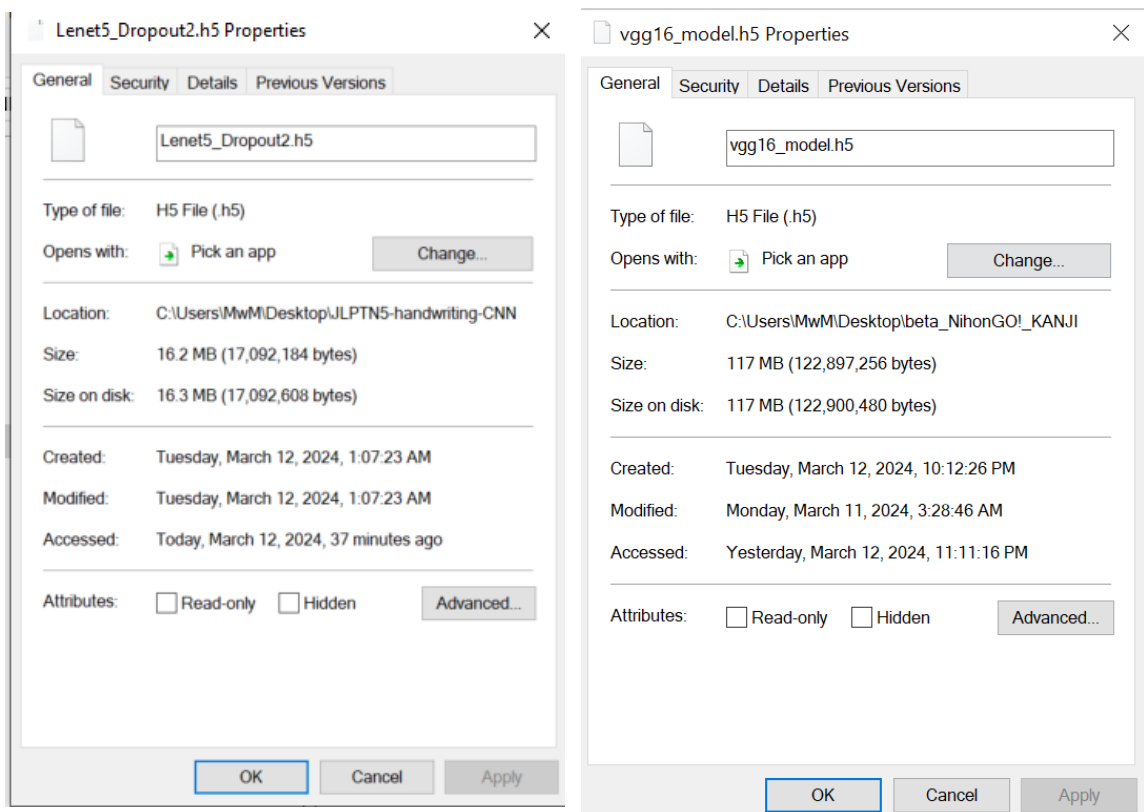 Lenet5_Dropout2.h5 Properties
General Security Details Previous Versions
Lenet5_Dropout2.h5
Type of file: H5 File (.h5)
Opens with: Pick an app Change...
Location: C:\Users\MwM\Desktop\JLPTN5-handwriting-CNN
Size: 16.2 MB (17,092,184 bytes)
Size on disk: 16.3 MB (17,092,608 bytes)
Created: Tuesday, March 12, 2024, 1:07:23 AM
Modified: Tuesday, March 12, 2024, 1:07:23 AM
Accessed: Today, March 12, 2024, 37 minutes ago
Attributes: Read-only Hidden Advanced...
OK Cancel Apply
vgg16_model.h5 Properties
General Security Details Previous Versions
vgg16_model.h5
Type of file: H5 File (.h5)
Opens with: Pick an app Change...
Location: C:\Users\MwM\Desktop\beta_NihonGO!_KANJI
Size: 117 MB (122,897,256 bytes)
Size on disk: 117 MB (122,900,480 bytes)
Created: Tuesday, March 12, 2024, 10:12:26 PM
Modified: Monday, March 11, 2024, 3:28:46 AM
Accessed: Yesterday, March 12, 2024, 11:11:16 PM
Attributes: Read-only Hidden Advanced...
OK Cancel Apply